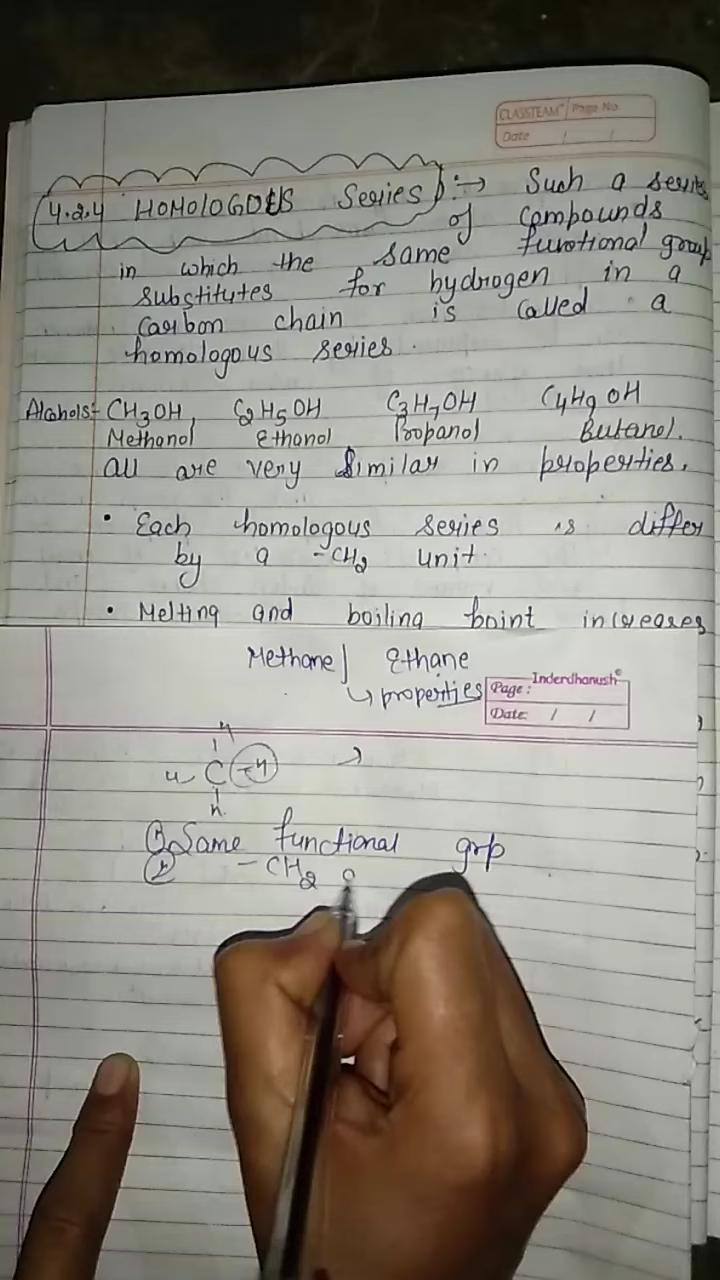 CLASSTEAM Page No.
Date / /
4.2.4 HOMOLOGOUS Series :→ Such a series
of compounds
in which the same functional group
substitutes for hydrogen in a
carbon chain is called a
homologous series.
Alcohols:- CH3OH, C2H5OH C3H7OH C4H9OH
Methanol Ethanol Propanol Butanol.
all are very similar in properties.
• Each homologous series is differ
by a -CH2 unit.
• Melting and boiling point increases
Methane] Ethane
↳ properties
Inderdhanush©
Page:
Date: / /
H
H C -H
H
① Same functional grp
② -CH2